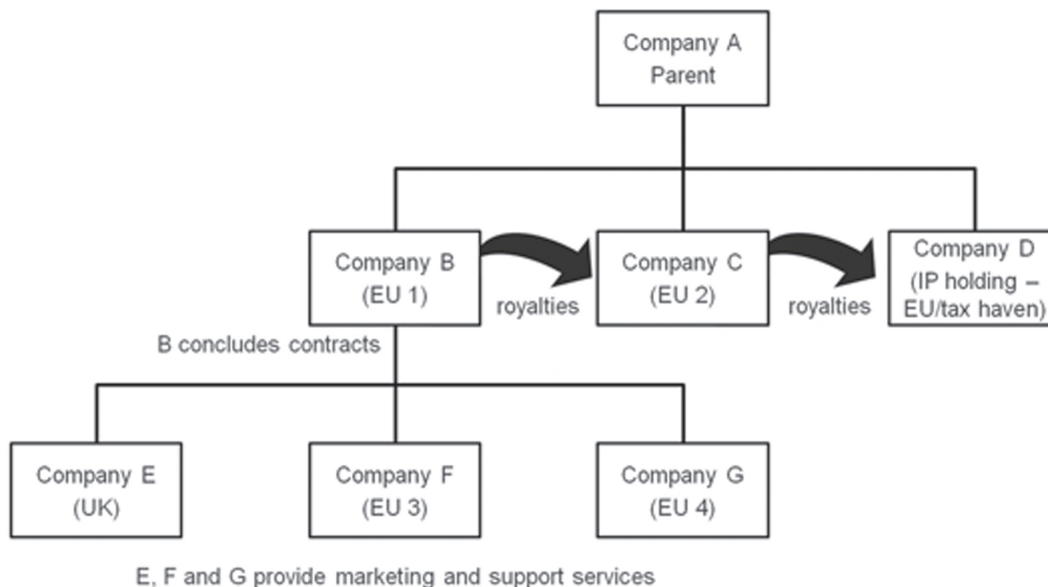 Company A
Parent
Company B
(EU 1)
royalties
Company C
(EU 2)
royalties
Company D
(IP holding –
EU/tax haven)
B concludes contracts
Company E
(UK)
Company F
(EU 3)
Company G
(EU 4)
E, F and G provide marketing and support services